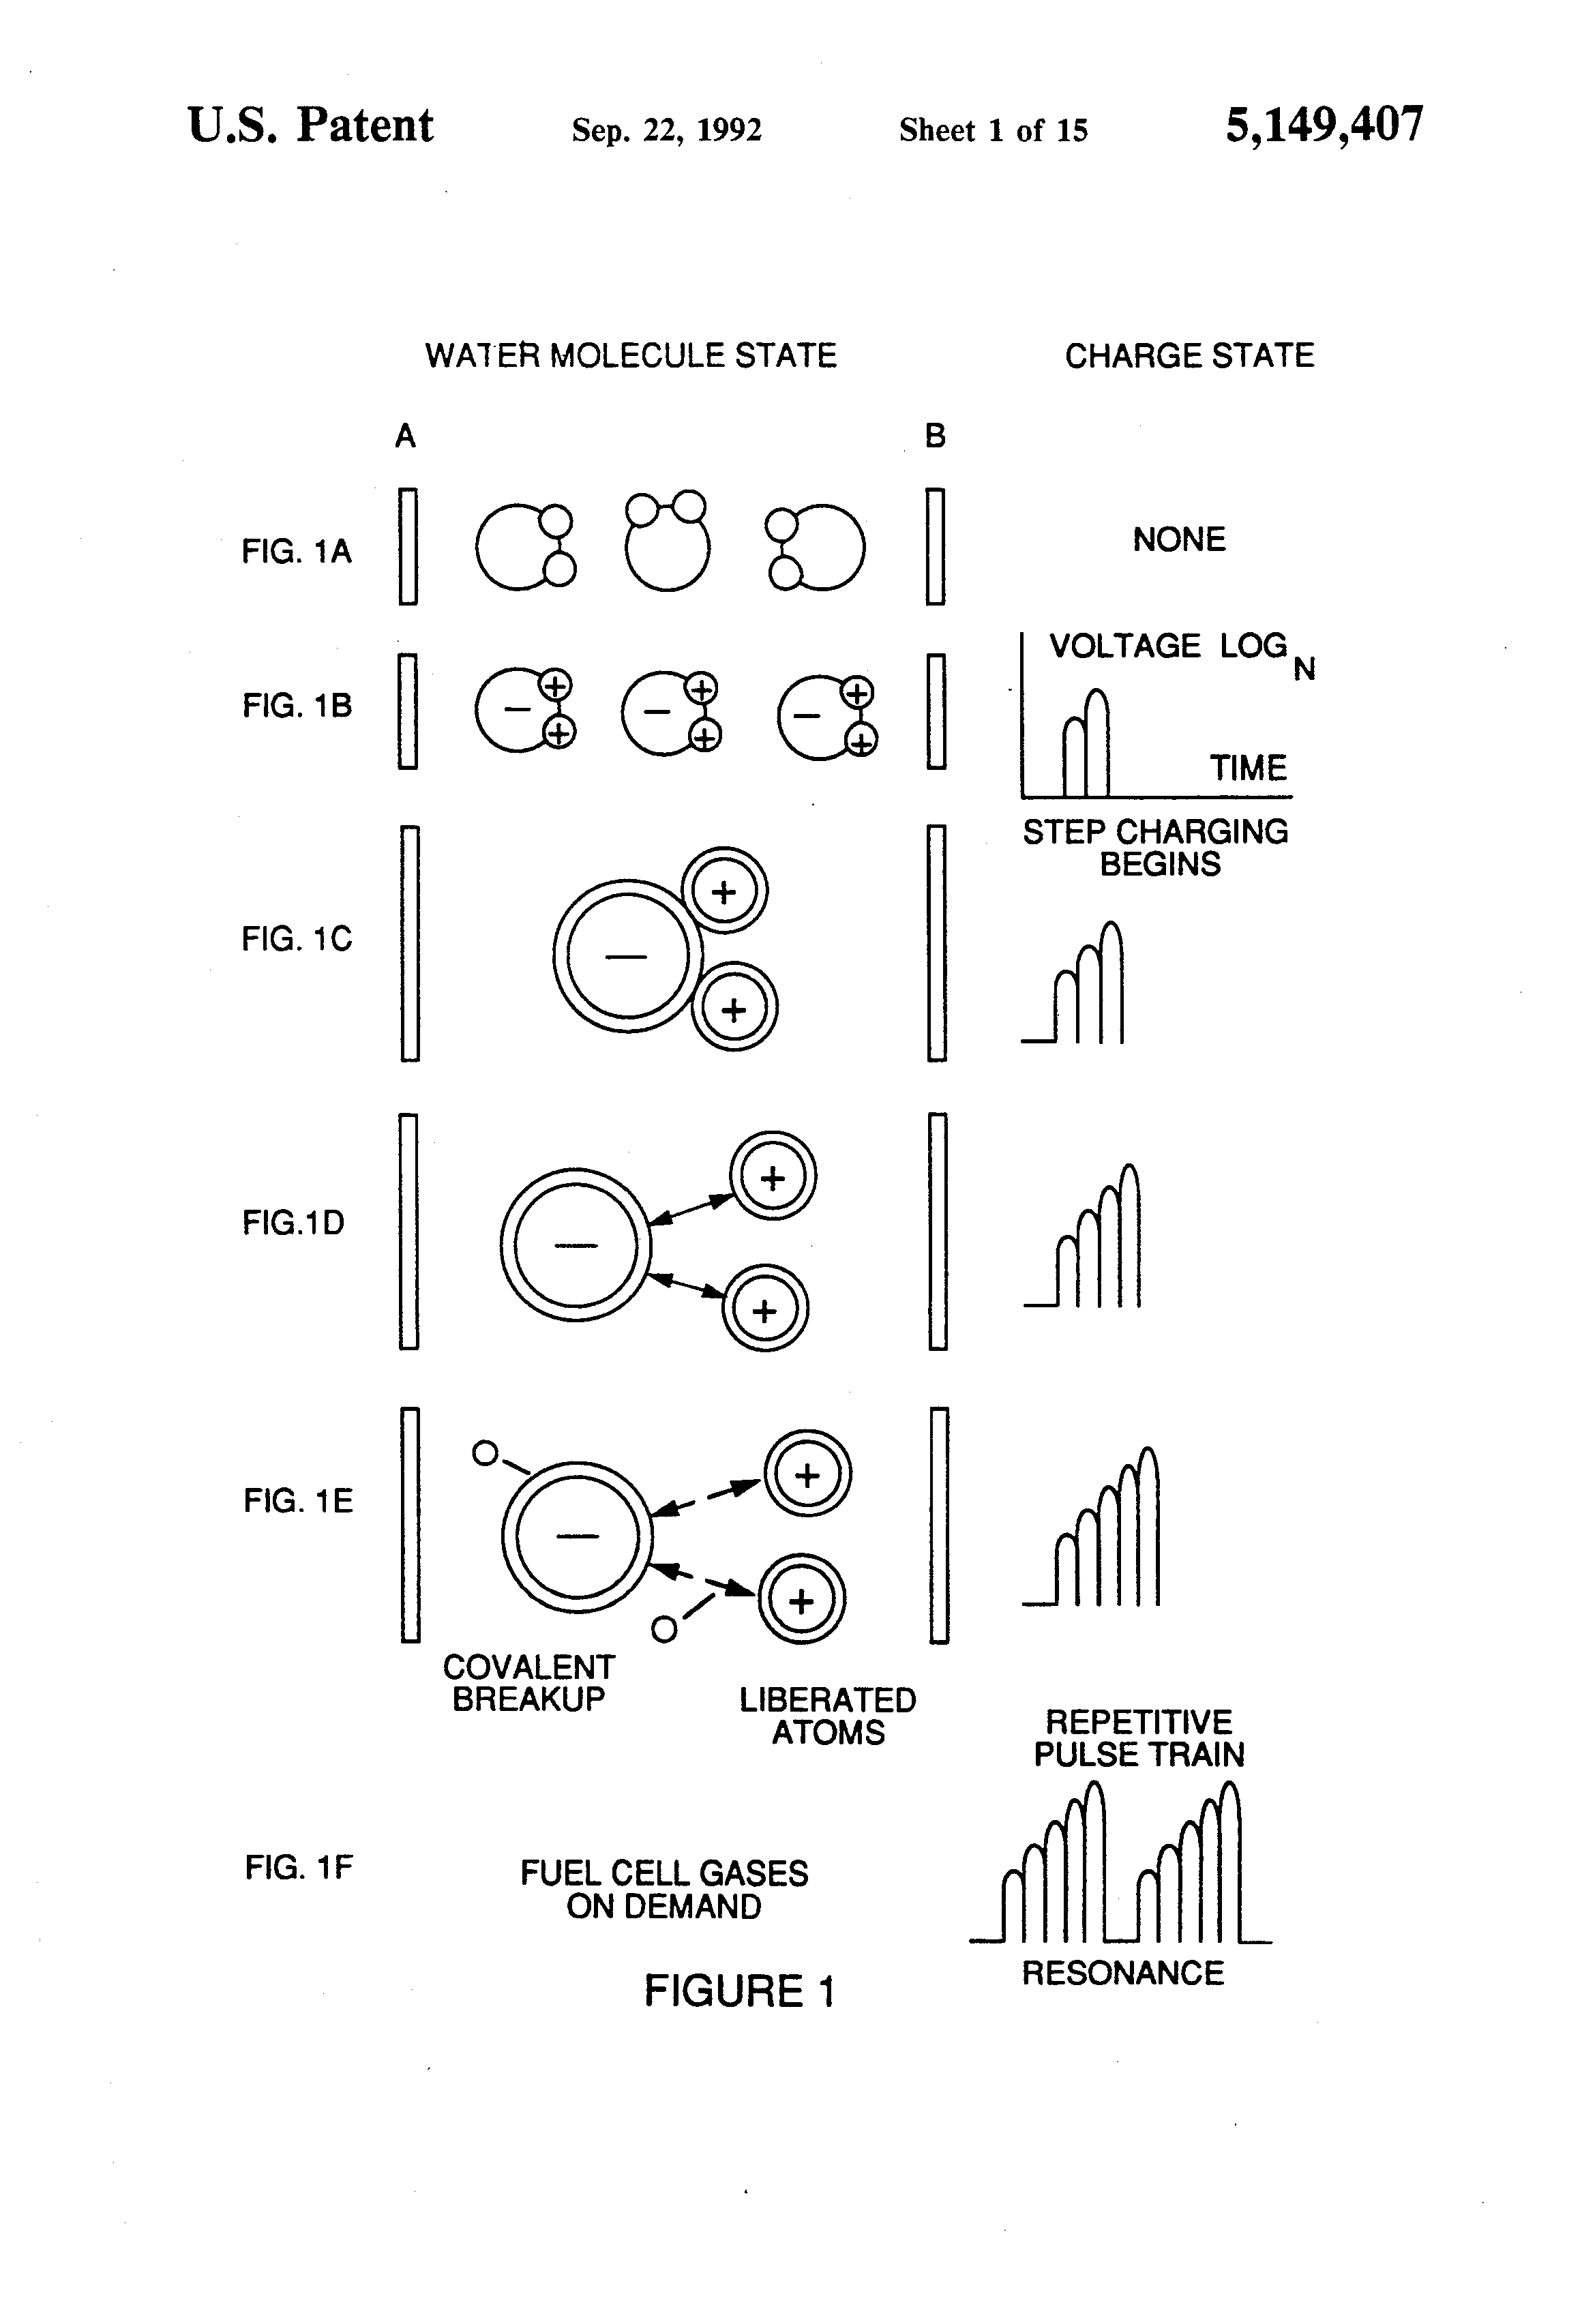 U.S. Patent Sep. 22, 1992 Sheet 1 of 15 5,149,407
WATER MOLECULE STATE CHARGE STATE
A B
FIG. 1A NONE
VOLTAGE LOG N
FIG. 1B - + + - + + - + +
TIME
STEP CHARGING
BEGINS
FIG. 1C - + +
FIG.1D - + +
FIG. 1E - + +
COVALENT
BREAKUP
LIBERATED
ATOMS
REPETITIVE
PULSE TRAIN
FIG. 1F FUEL CELL GASES
ON DEMAND
RESONANCE
FIGURE 1